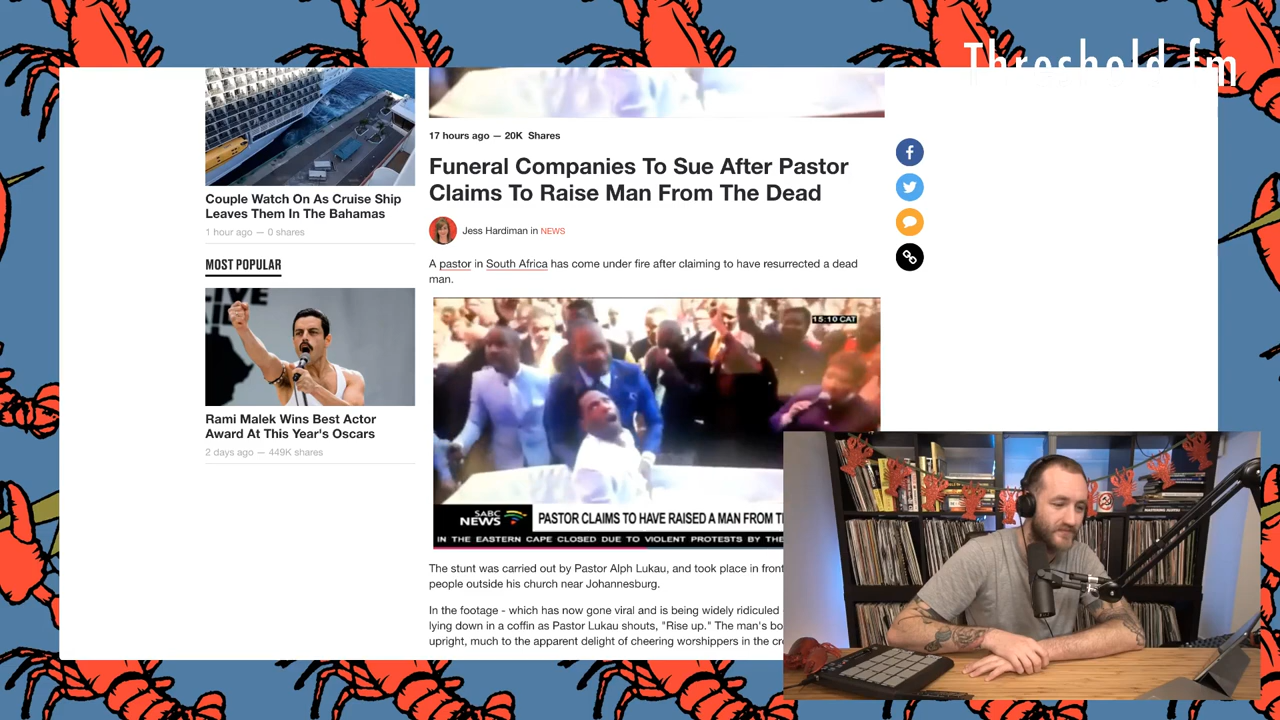 Threshold.fm
17 hours ago — 20K Shares
Funeral Companies To Sue After Pastor
Claims To Raise Man From The Dead
Jess Hardiman in NEWS
A pastor in South Africa has come under fire after claiming to have resurrected a dead
man.
15:10 CAT
SABC
NEWS
PASTOR CLAIMS TO HAVE RAISED A MAN FROM
IN THE EASTERN CAPE CLOSED DUE TO VIOLENT PROTESTS BY THE
The stunt was carried out by Pastor Alph Lukau, and took place in front
people outside his church near Johannesburg.
In the footage - which has now gone viral and is being widely ridiculed
lying down in a coffin as Pastor Lukau shouts, "Rise up." The man's
upright, much to the apparent delight of cheering worshippers in the
Couple Watch On As Cruise Ship
Leaves Them In The Bahamas
1 hour ago — 0 shares
MOST POPULAR
Rami Malek Wins Best Actor
Award At This Year's Oscars
2 days ago — 449K shares